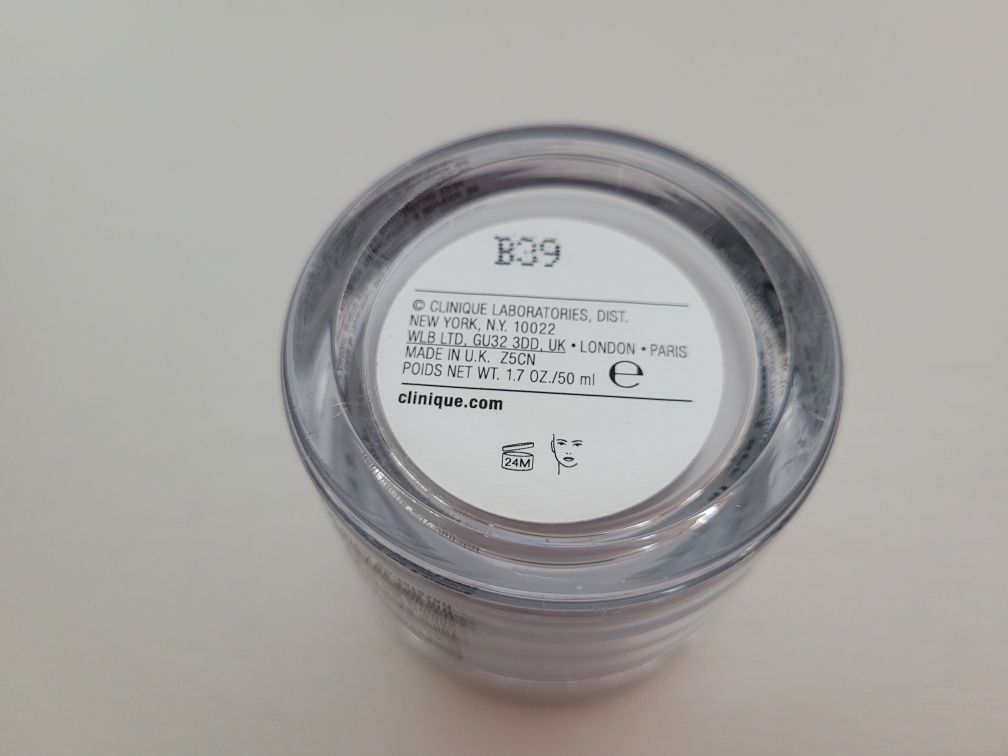 B39
© CLINIQUE LABORATORIES, DIST.
NEW YORK, N.Y. 10022
WLB LTD, GU32 3DD, UK • LONDON • PARIS
MADE IN U.K. Z5CN
POIDS NET WT. 1.7 OZ./50 ml ℮
clinique.com
24M